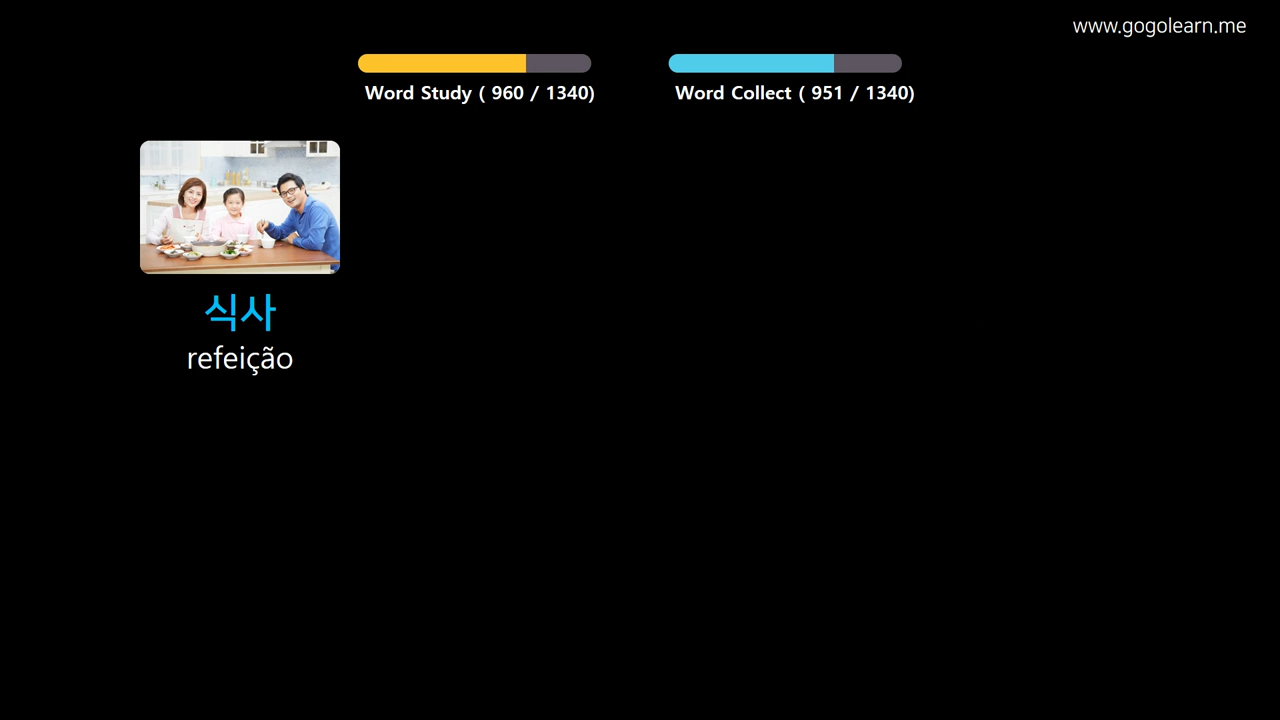 www.gogolearn.me
Word Study ( 960 / 1340)
Word Collect ( 951 / 1340)
식사
refeição